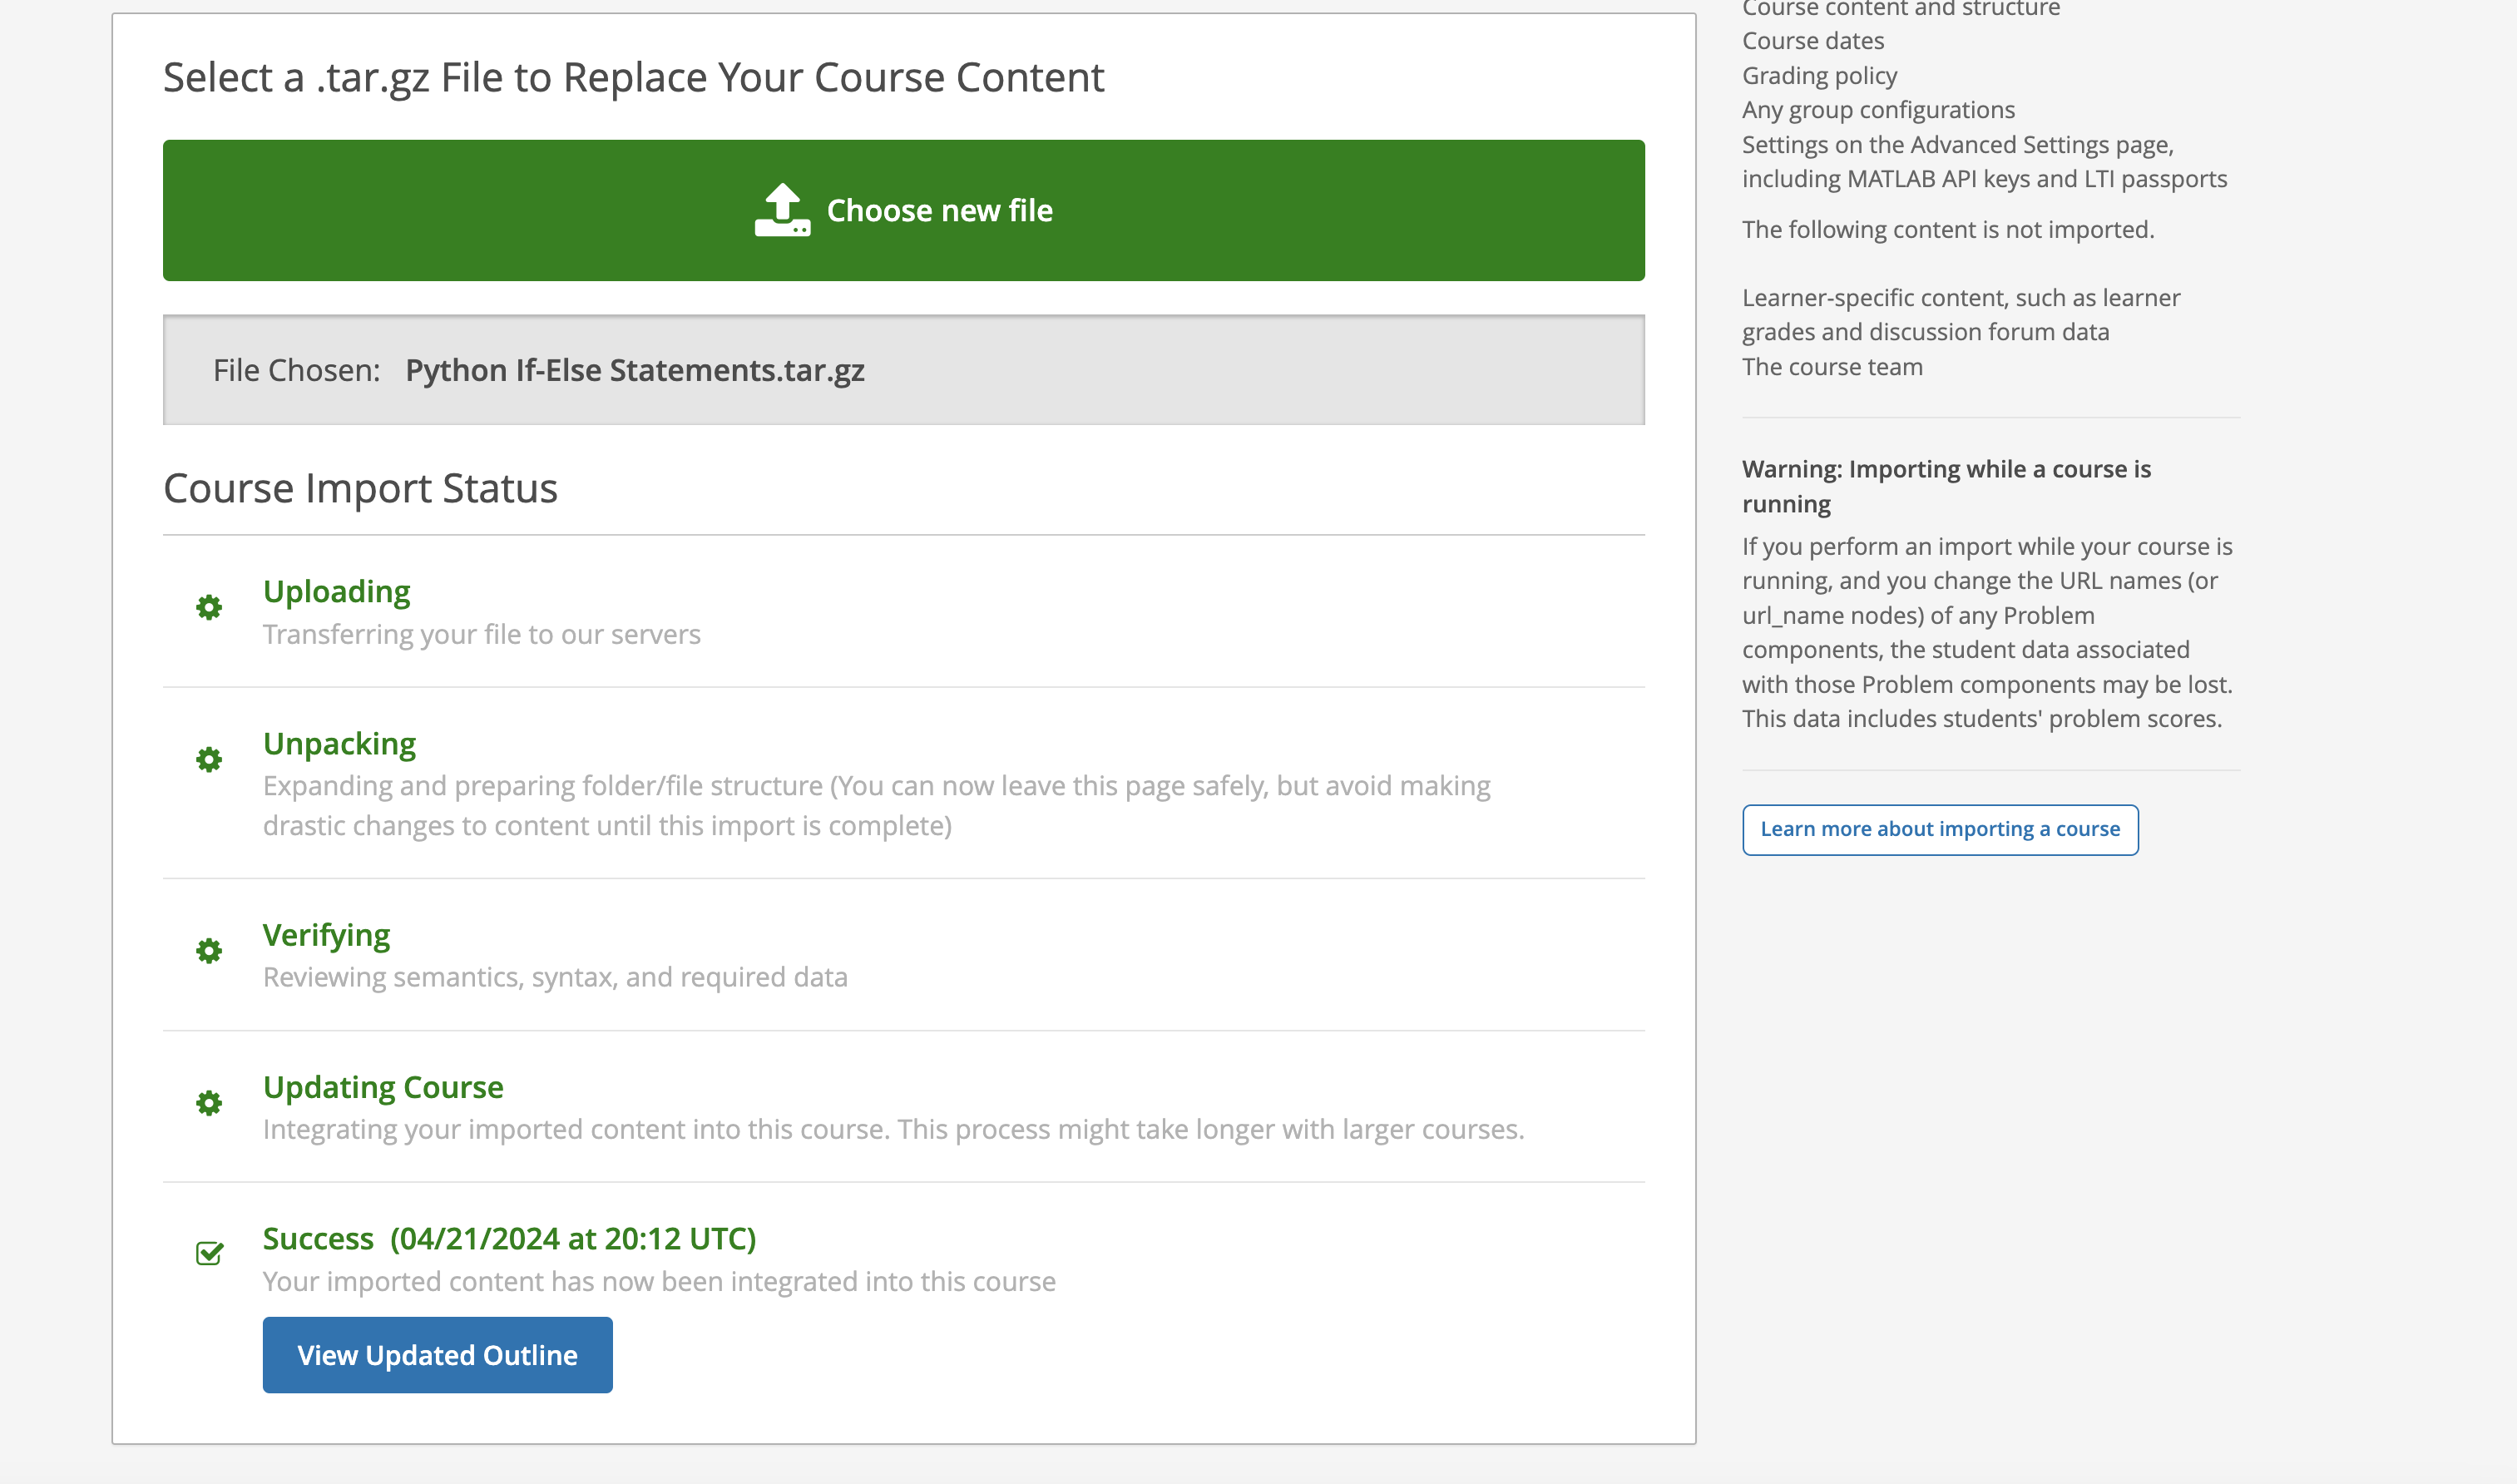 Select a .tar.gz File to Replace Your Course Content
Choose new file
File Chosen: Python If-Else Statements.tar.gz
Course Import Status
Uploading
Transferring your file to our servers
Unpacking
Expanding and preparing folder/file structure (You can now leave this page safely, but avoid making
drastic changes to content until this import is complete)
Verifying
Reviewing semantics, syntax, and required data
Updating Course
Integrating your imported content into this course. This process might take longer with larger courses.
Success (04/21/2024 at 20:12 UTC)
Your imported content has now been integrated into this course
View Updated Outline
Course content and structure
Course dates
Grading policy
Any group configurations
Settings on the Advanced Settings page,
including MATLAB API keys and LTI passports
The following content is not imported.
Learner-specific content, such as learner
grades and discussion forum data
The course team
Warning: Importing while a course is
running
If you perform an import while your course is
running, and you change the URL names (or
url_name nodes) of any Problem
components, the student data associated
with those Problem components may be lost.
This data includes students' problem scores.
Learn more about importing a course